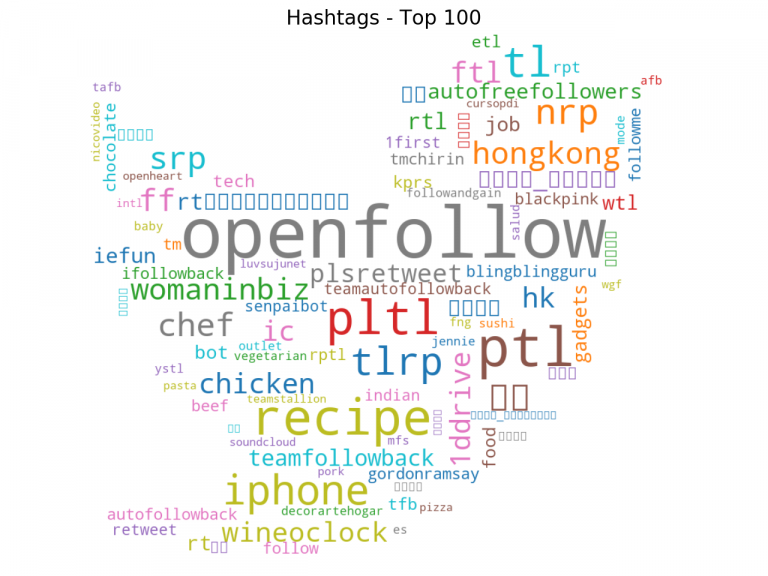 Hashtags - Top 100
etl
tl
ftl
rpt
tafb
afb
autofreefollowers
cursopdi
nrp
nicovideo
chocolate
rtl
job
mode
followme
1first
srp
tmchirin
hongkong
openheart
tech
kprs
followandgain
intl
ff
rt
blackpink
wtl
salud
baby
openfollow
tm
iefun
luvsujunet
ifollowback
plsretweet
blingblingguru
wgf
womaninbiz
teamautofollowback
hk
gadgets
senpaibot
pltl
chef
ic
fng
sushi
outlet
jennie
ptl
bot
vegetarian
rptl
tlrp
ystl
1ddrive
pasta
chicken
teamstallion
indian
beef
recipe
soundcloud
mfs
food
teamfollowback
pork
gordonramsay
iphone
tfb
pizza
autofollowback
decorartehogar
retweet
wineoclock
es
rt
follow